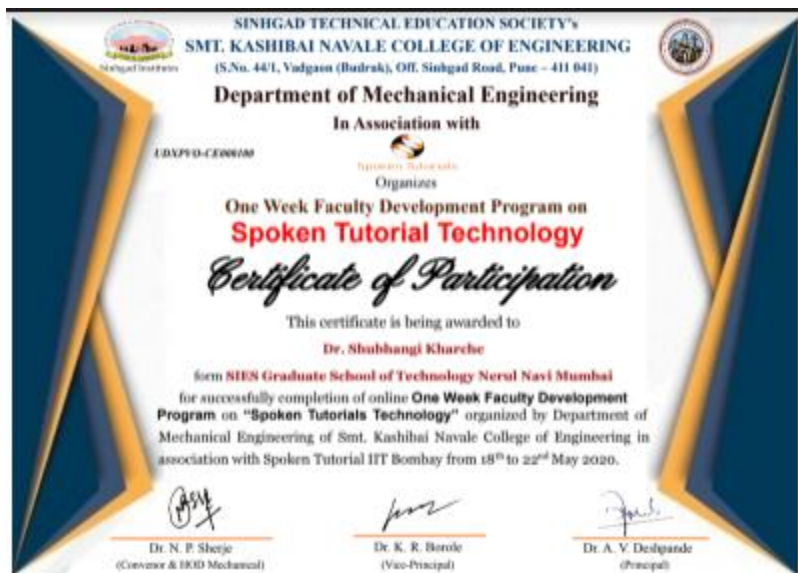 SINHGAD TECHNICAL EDUCATION SOCIETY's
SMT. KASHIBAI NAVALE COLLEGE OF ENGINEERING
Sinhgad Institutes
(S.No. 44/1, Vadgaon (Budruk), Off. Sinhgad Road, Pune – 411 041)
Department of Mechanical Engineering
In Association with
Spoken Tutorials
Organizes
One Week Faculty Development Program on
Spoken Tutorial Technology
Certificate of Participation
This certificate is being awarded to
Dr. Shubhangi Kharche
form SIES Graduate School of Technology Nerul Navi Mumbai
for successfully completion of online One Week Faculty Development
Program on “Spoken Tutorials Technology” organized by Department of
Mechanical Engineering of Smt. Kashibai Navale College of Engineering in
association with Spoken Tutorial IIT Bombay from 18th to 22nd May 2020.
Dr. N. P. Sherje
(Convenor & HOD Mechanical)
Dr. K. R. Borole
(Vice-Principal)
Dr. A. V. Deshpande
(Principal)